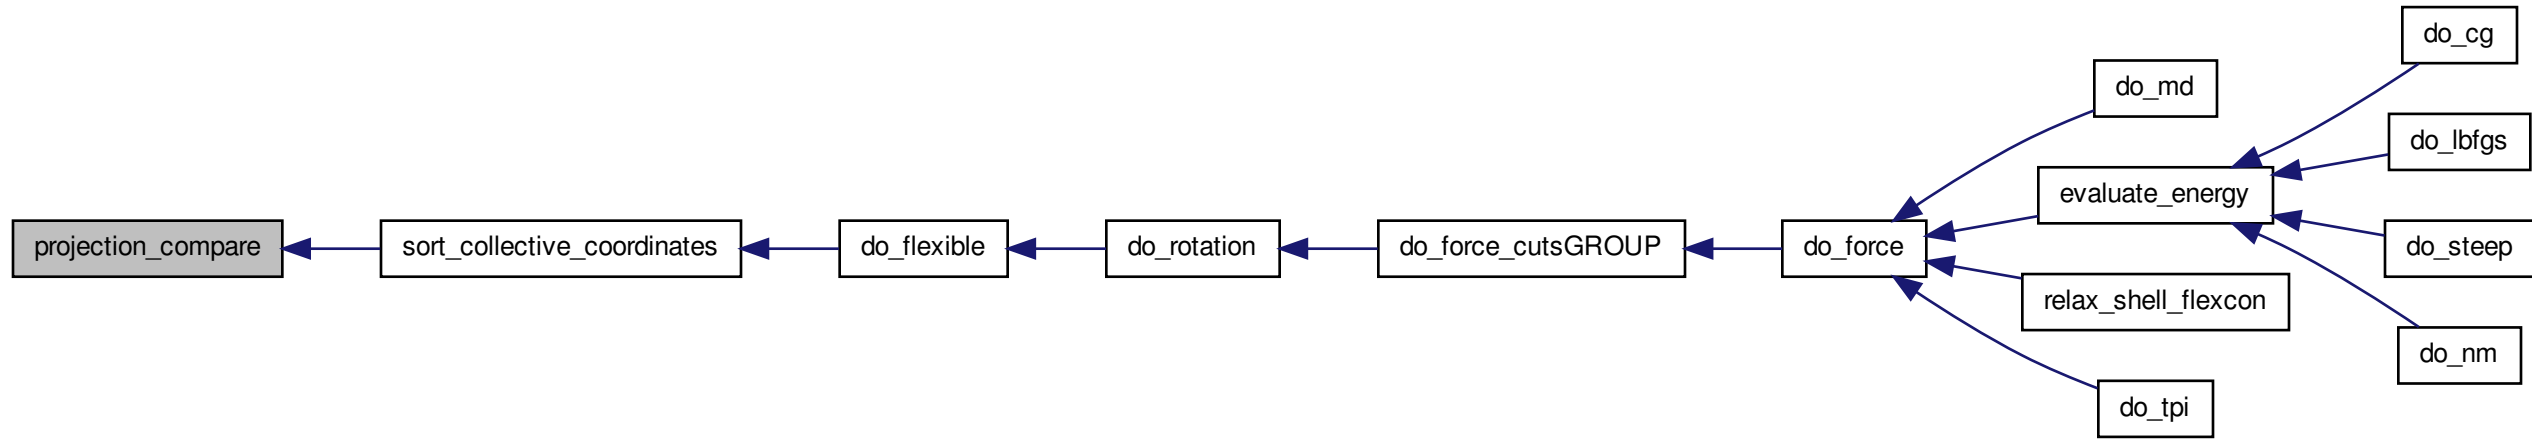 projection_compare
sort_collective_coordinates
do_flexible
do_rotation
do_force_cutsGROUP
do_force
do_md
evaluate_energy
relax_shell_flexcon
do_tpi
do_cg
do_lbfgs
do_steep
do_nm